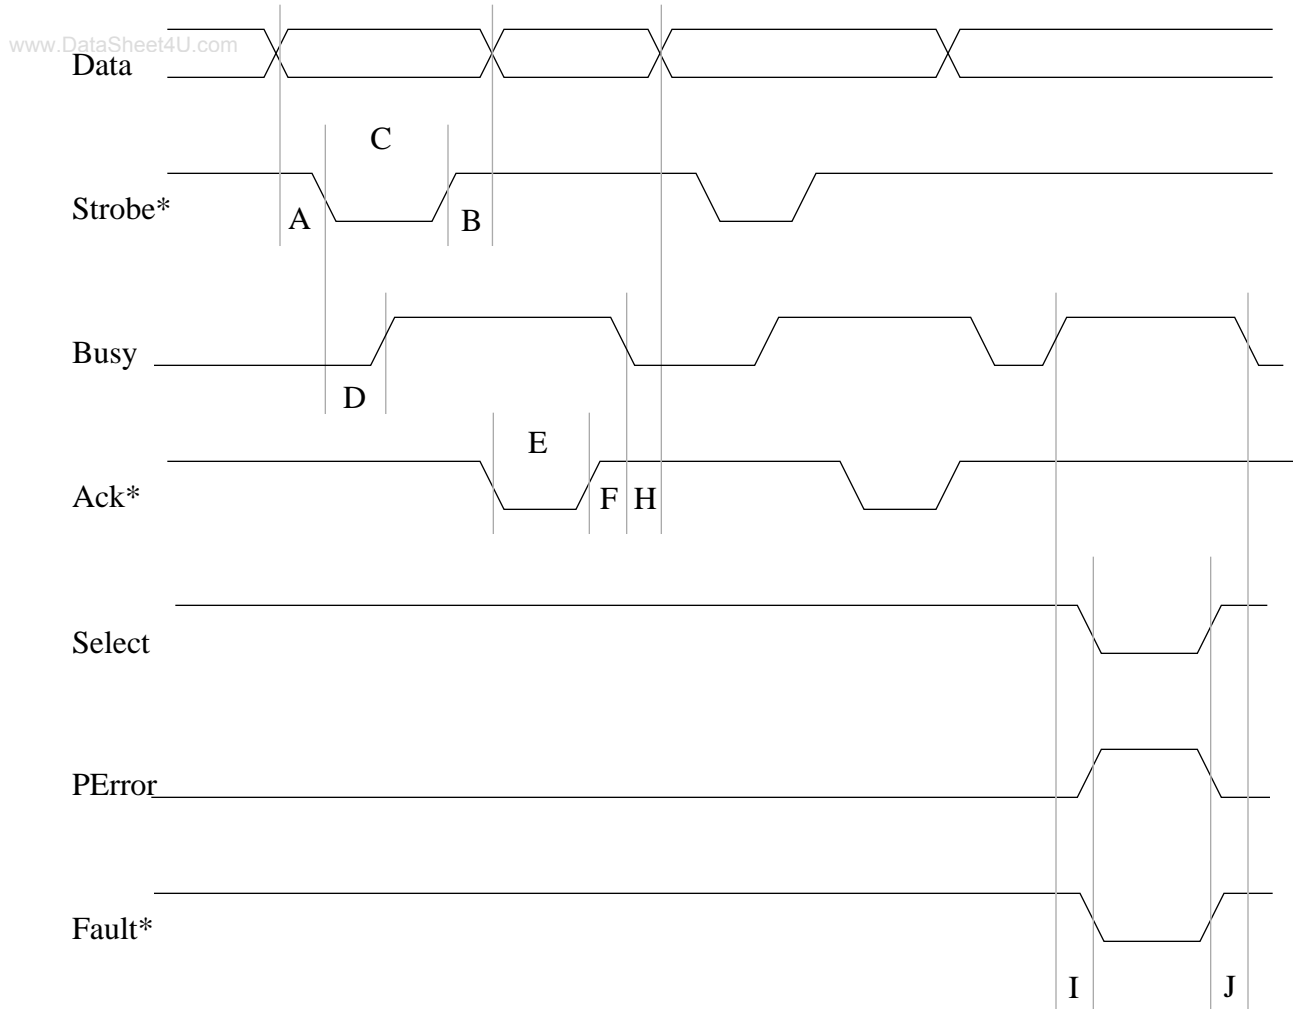 www.DataSheet4U.com
Data
C
Strobe*
A
B
Busy
D
E
Ack*
F
H
Select
PError
Fault*
I
J